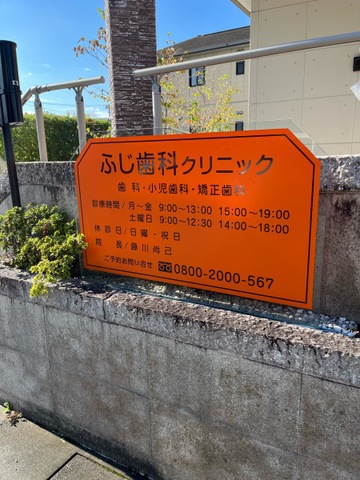 ふじ歯科クリニック
歯科・小児歯科・矯正歯科
診療時間/月〜金 9:00〜13:00 15:00〜19:00
土曜日 9:00〜12:30 14:00〜18:00
休診日/日曜・祝日
院長/藤川尚己
ご予約お問い合せ 0800-2000-567